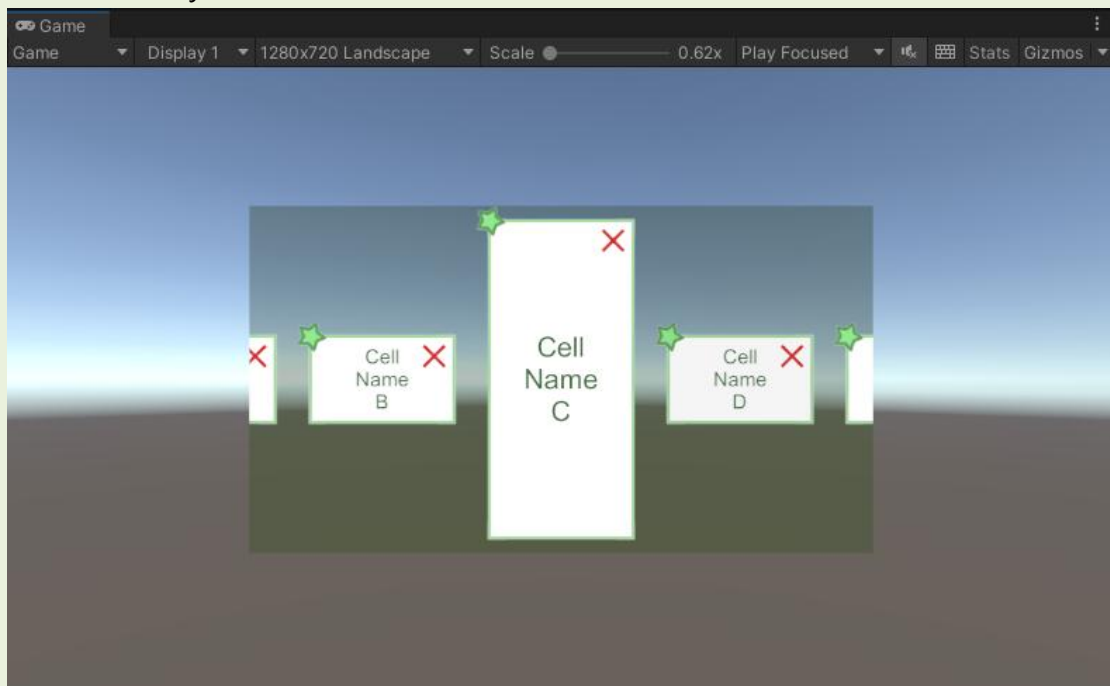 Game
Game Display 1 1280x720 Landscape Scale 0.62x Play Focused Stats Gizmos
Cell
Name
B
Cell
Name
C
Cell
Name
D